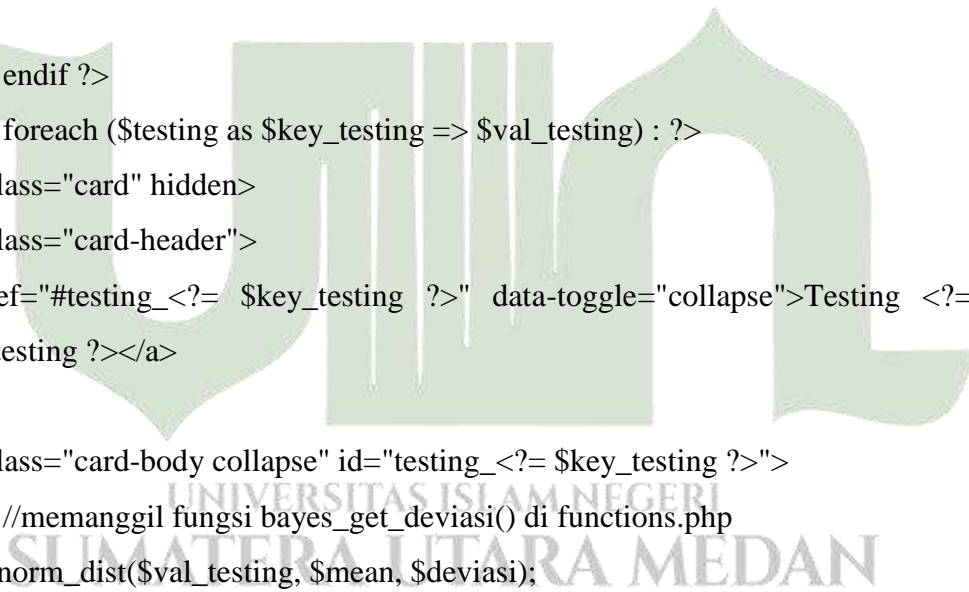 endif ?>
foreach ($testing as $key_testing => $val_testing) : ?>
lass="card" hidden>
lass="card-header">
ef="#testing_<?= $key_testing ?>" data-toggle="collapse">Testing <?=
esting ?></a>
lass="card-body collapse" id="testing_<?= $key_testing ?>">
UNIVERSITAS ISLAM NEGERI
//memanggil fungsi bayes_get_deviasi() di functions.php
SUMATERA UTARA MEDAN
norm_dist($val_testing, $mean, $deviasi);